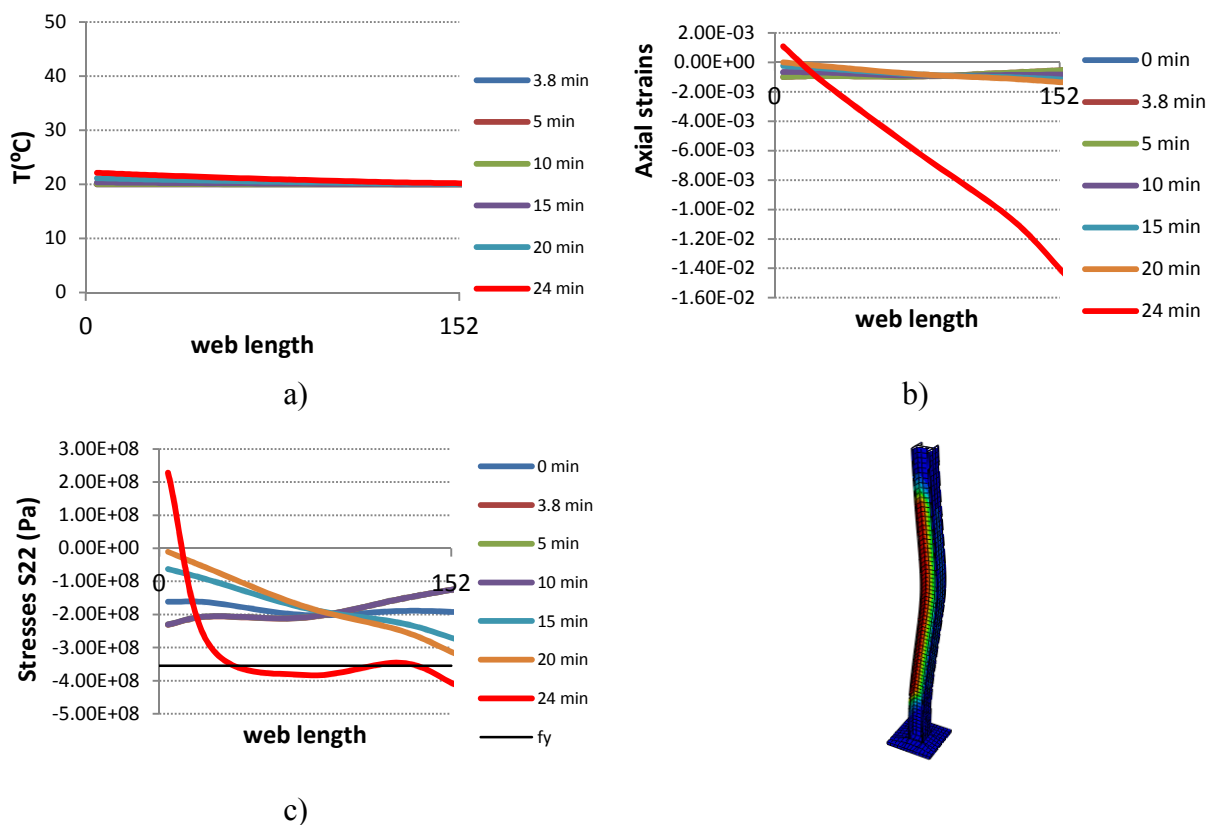 50
40
30
20
10
0
T(ºC)
0
152
web length
3.8 min
5 min
10 min
15 min
20 min
24 min
a)
2.00E-03
0.00E+00
-2.00E-03
-4.00E-03
-6.00E-03
-8.00E-03
-1.00E-02
-1.20E-02
-1.40E-02
-1.60E-02
Axial strains
0
152
web length
0 min
3.8 min
5 min
10 min
15 min
20 min
24 min
b)
3.00E+08
2.00E+08
1.00E+08
0.00E+00
-1.00E+08
-2.00E+08
-3.00E+08
-4.00E+08
-5.00E+08
Stresses S22 (Pa)
0
152
web length
0 min
3.8 min
5 min
10 min
15 min
20 min
24 min
fy
c)